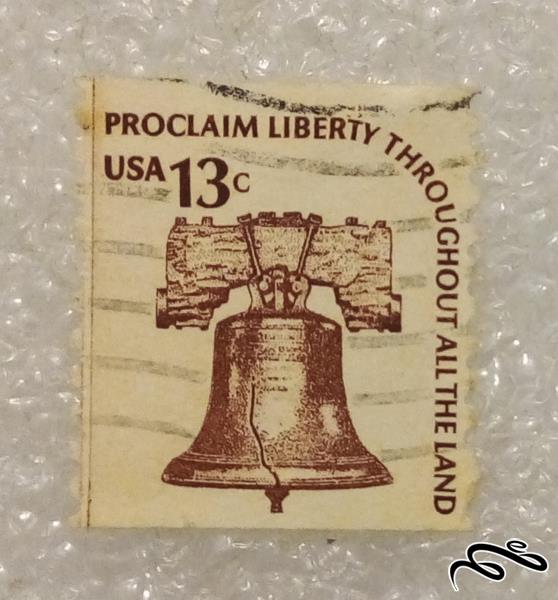 PROCLAIM LIBERTY THROUGHOUT ALL THE LAND
USA 13c